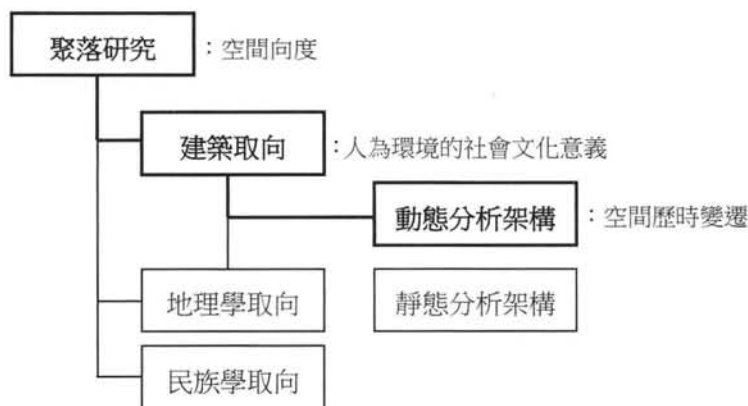 聚落研究：空間向度
建築取向：人為環境的社會文化意義
動態分析架構：空間歷時變遷
地理學取向 靜態分析架構
民族學取向